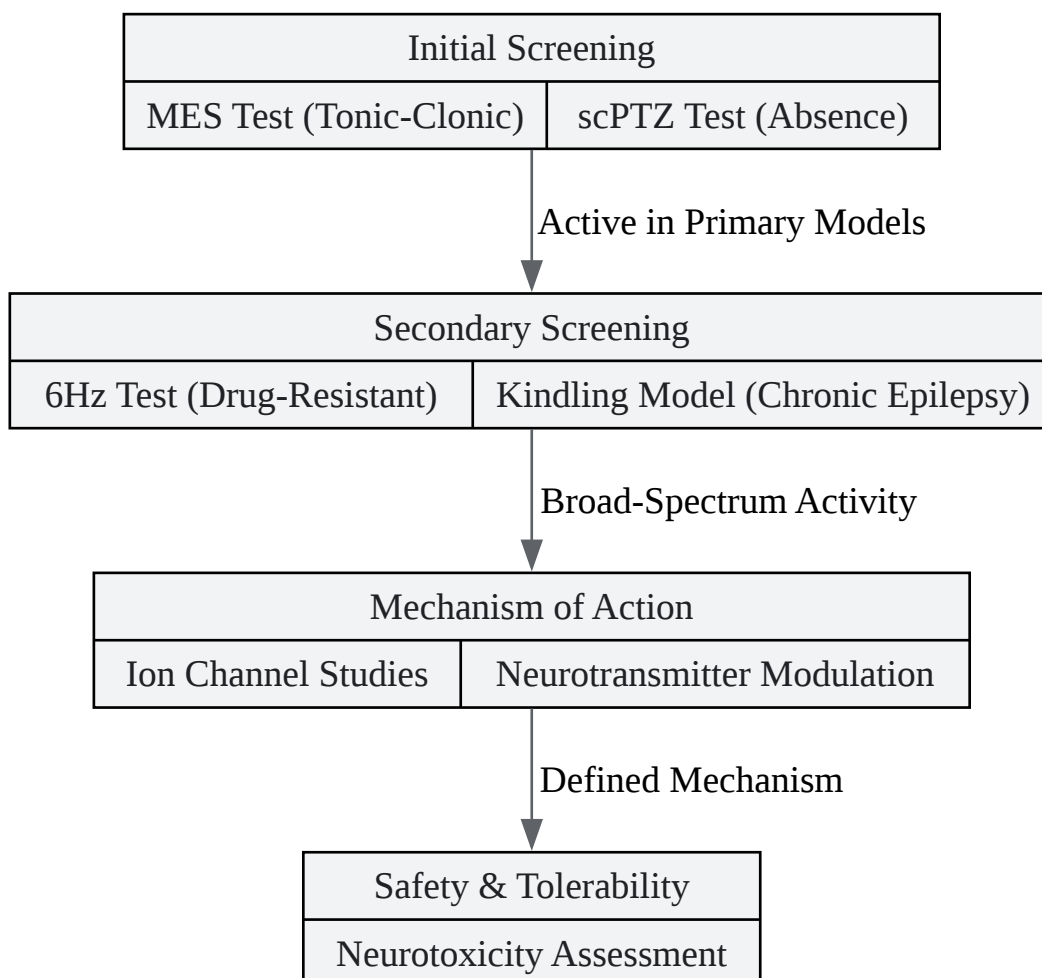 Initial Screening
MES Test (Tonic-Clonic)
scPTZ Test (Absence)
Active in Primary Models
Secondary Screening
6Hz Test (Drug-Resistant)
Kindling Model (Chronic Epilepsy)
Broad-Spectrum Activity
Mechanism of Action
Ion Channel Studies
Neurotransmitter Modulation
Defined Mechanism
Safety & Tolerability
Neurotoxicity Assessment